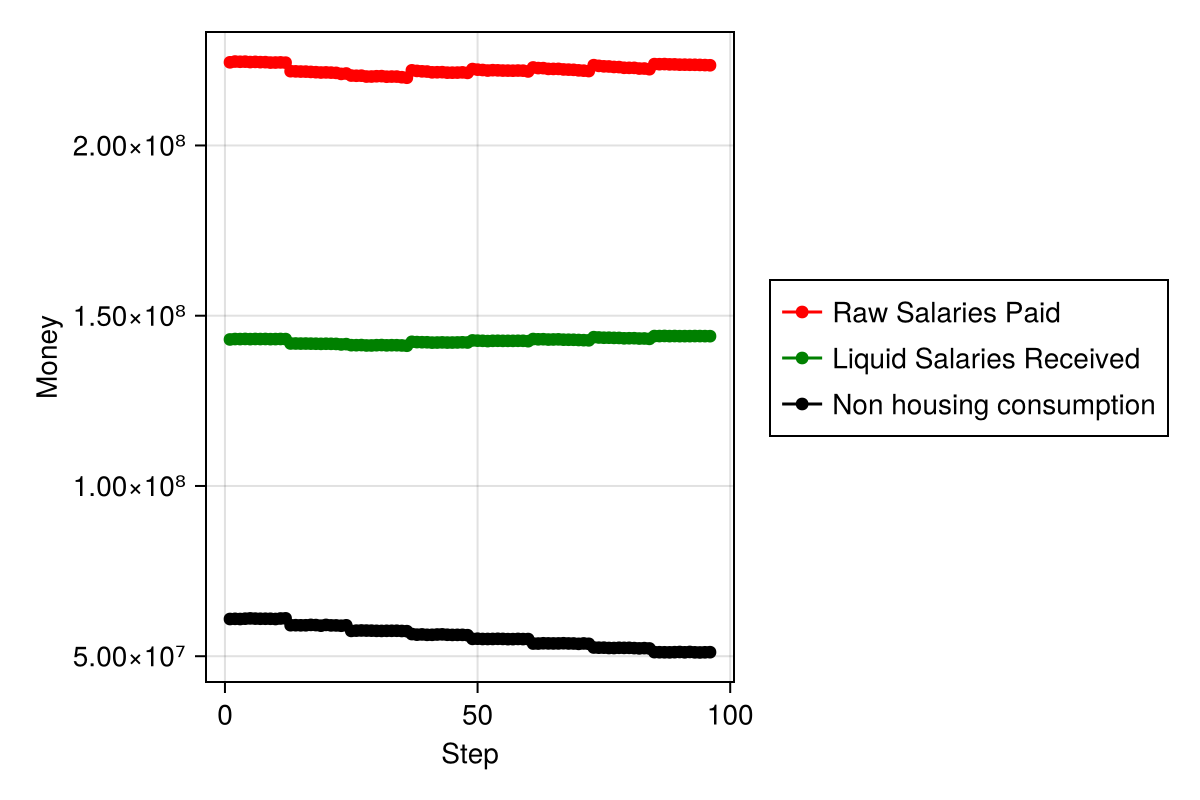 2.00×10⁸
1.50×10⁸
1.00×10⁸
5.00×10⁷
Money
0 50 100
Step
Raw Salaries Paid
Liquid Salaries Received
Non housing consumption